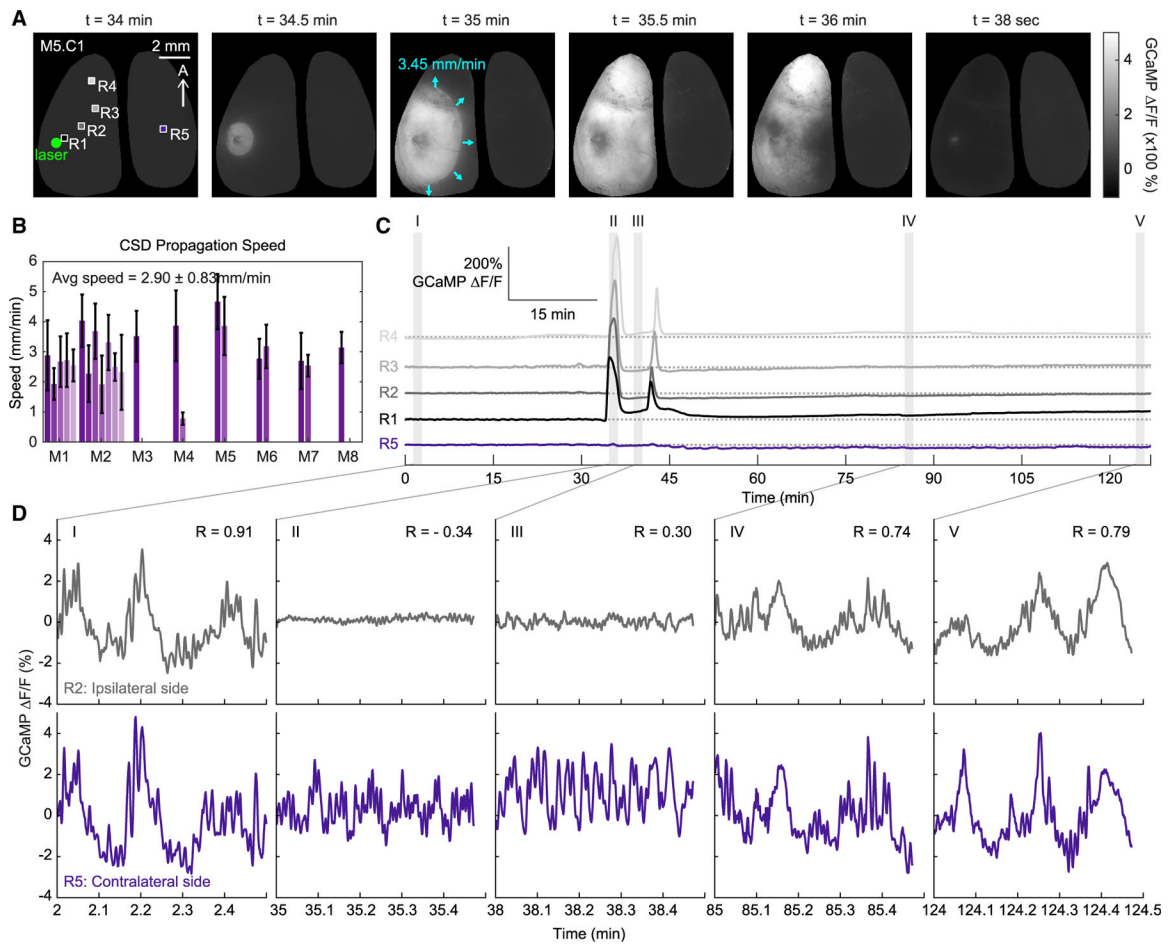 A
t = 34 min
t = 34.5 min
t = 35 min
t = 35.5 min
t = 36 min
t = 38 sec
M5.C1
2 mm
A
R4
R3
R2
R1
R5
laser
3.45 mm/min
4
2
0
GCaMP ΔF/F (x100 %)
B
CSD Propagation Speed
Avg speed = 2.90 ± 0.83mm/min
Speed (mm/min)
6
5
4
3
2
1
0
M1 M2 M3 M4 M5 M6 M7 M8
C
I II III IV V
200%
GCaMP ΔF/F
15 min
R4
R3
R2
R1
R5
0 15 30 45 60 75 90 105 120
Time (min)
D
I R = 0.91
II R = - 0.34
III R = 0.30
IV R = 0.74
V R = 0.79
4
2
0
-2
-4
R2: Ipsilateral side
GCaMP ΔF/F (%)
4
2
0
-2
-4
R5: Contralateral side
2 2.1 2.2 2.3 2.4
35 35.1 35.2 35.3 35.4
38 38.1 38.2 38.3 38.4
85 85.1 85.2 85.3 85.4
124 124.1 124.2 124.3 124.4 124.5
Time (min)